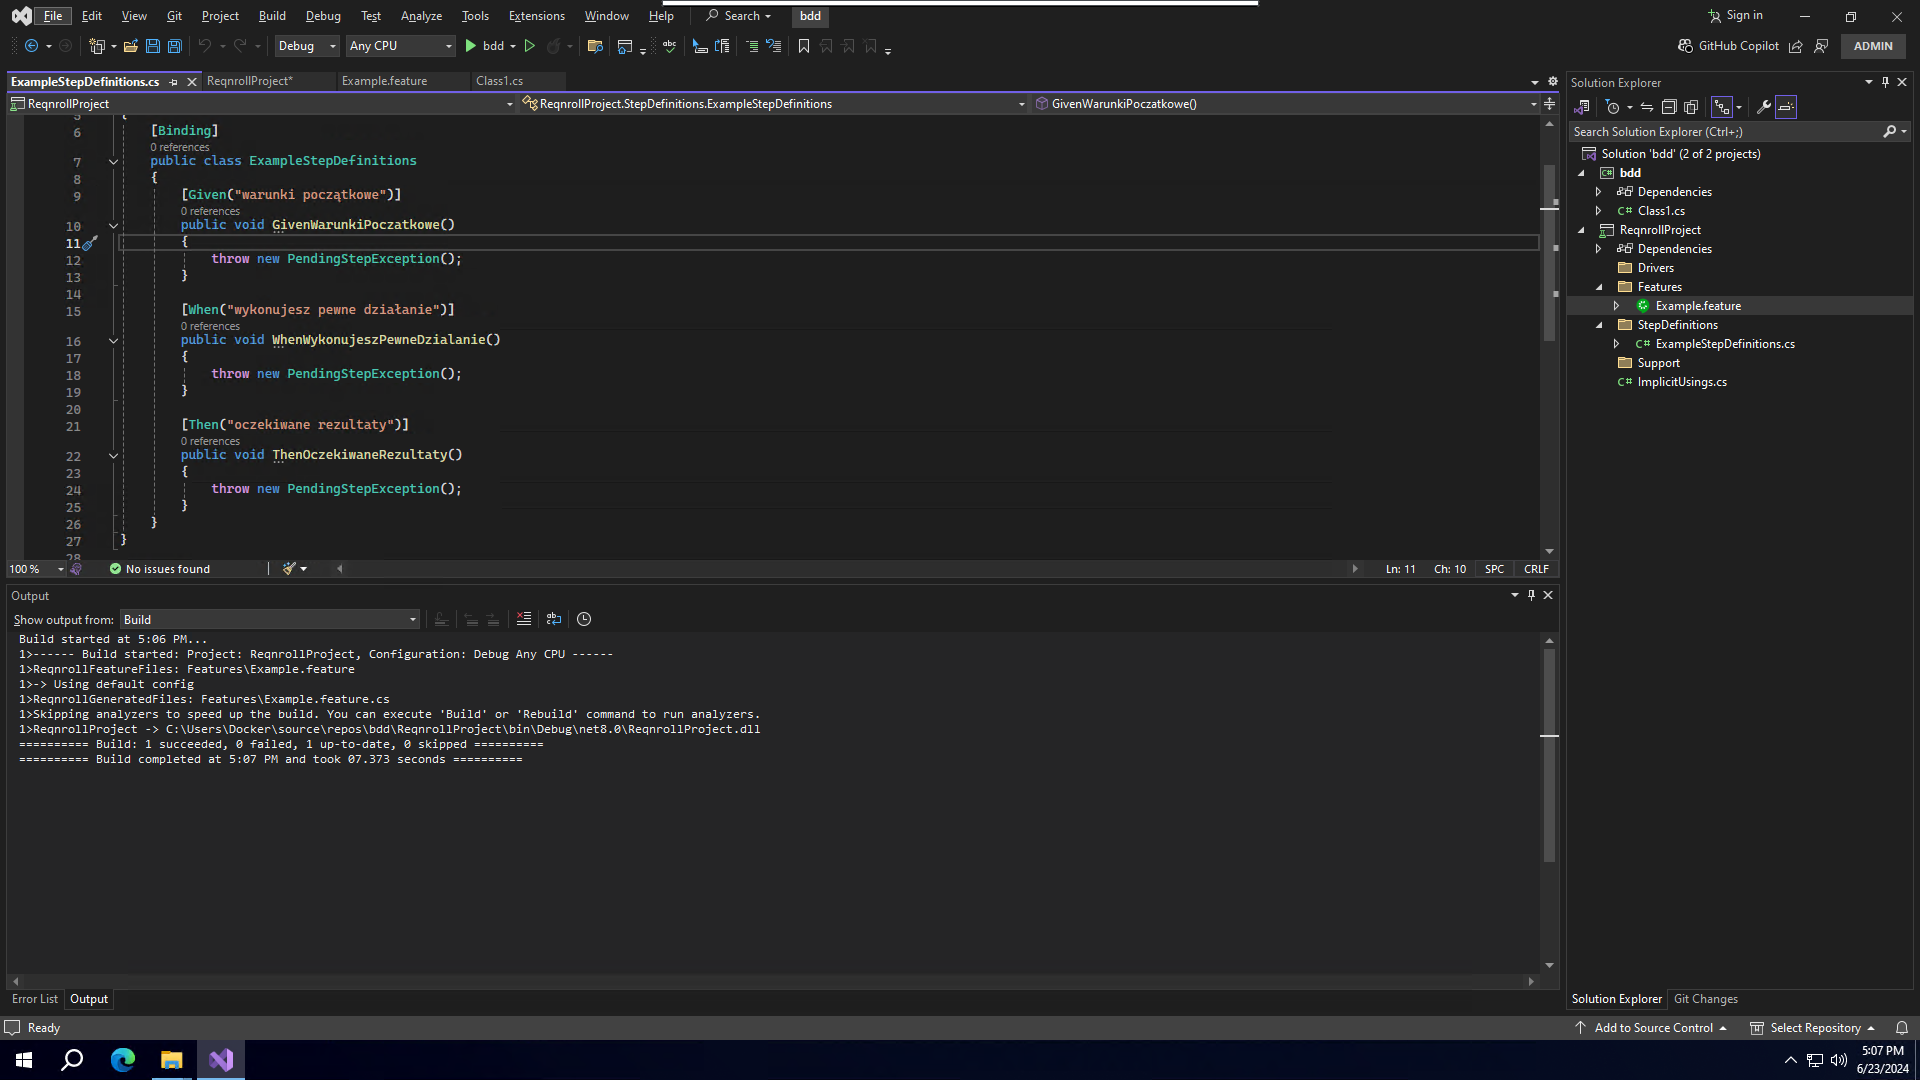 File Edit View Git Project Build Debug Test Analyze Tools Extensions Window Help Search bdd Sign in
Debug Any CPU bdd GitHub Copilot ADMIN
ExampleStepDefinitions.cs ReqnrollProject* Example.feature Class1.cs
ReqnrollProject ReqnrollProject.StepDefinitions.ExampleStepDefinitions GivenWarunkiPoczatkowe()
5 {
6 [Binding]
0 references
7 public class ExampleStepDefinitions
8 {
9 [Given("warunki początkowe")]
0 references
10 public void GivenWarunkiPoczatkowe()
11 {
12 throw new PendingStepException();
13 }
14
15 [When("wykonujesz pewne działanie")]
0 references
16 public void WhenWykonujeszPewneDzialanie()
17 {
18 throw new PendingStepException();
19 }
20
21 [Then("oczekiwane rezultaty")]
0 references
22 public void ThenOczekiwaneRezultaty()
23 {
24 throw new PendingStepException();
25 }
26 }
27 }
28
100 % No issues found Ln: 11 Ch: 10 SPC CRLF
Output
Show output from: Build
Build started at 5:06 PM...
1>------ Build started: Project: ReqnrollProject, Configuration: Debug Any CPU ------
1>ReqnrollFeatureFiles: Features\Example.feature
1>-> Using default config
1>ReqnrollGeneratedFiles: Features\Example.feature.cs
1>Skipping analyzers to speed up the build. You can execute 'Build' or 'Rebuild' command to run analyzers.
1>ReqnrollProject -> C:\Users\Docker\source\repos\bdd\ReqnrollProject\bin\Debug\net8.0\ReqnrollProject.dll
========== Build: 1 succeeded, 0 failed, 1 up-to-date, 0 skipped ==========
========== Build completed at 5:07 PM and took 07.373 seconds ==========
Error List Output
Solution Explorer
Search Solution Explorer (Ctrl+;)
Solution 'bdd' (2 of 2 projects)
bdd
Dependencies
C# Class1.cs
ReqnrollProject
Dependencies
Drivers
Features
Example.feature
StepDefinitions
C# ExampleStepDefinitions.cs
Support
C# ImplicitUsings.cs
Solution Explorer Git Changes
Ready Add to Source Control Select Repository
5:07 PM
6/23/2024